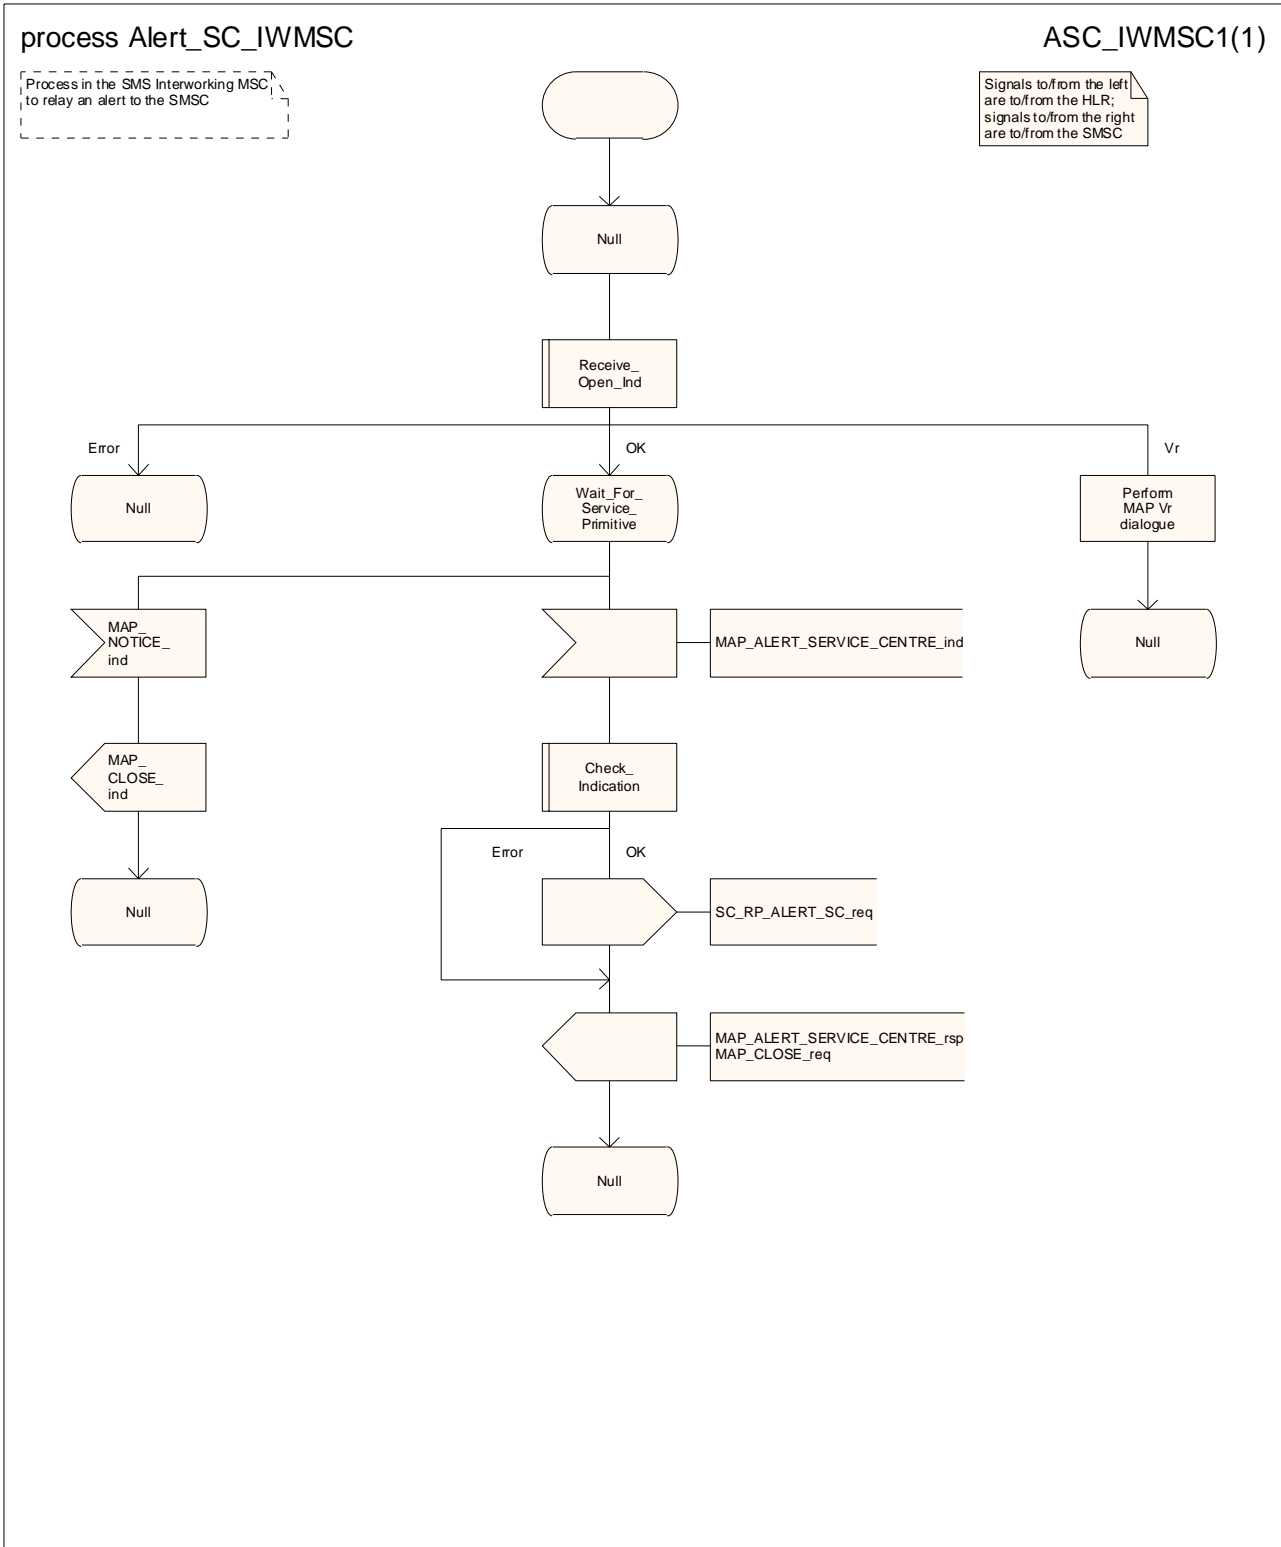 process Alert_SC_IWMSC
ASC_IWMSC1(1)
Process in the SMS Interworking MSC
to relay an alert to the SMSC
Signals to/from the left
are to/from the HLR;
signals to/from the right
are to/from the SMSC
Null
Receive_
Open_Ind
Error
OK
Vr
Null
Wait_For_
Service_
Primitive
Perform
MAP Vr
dialogue
MAP_
NOTICE_
ind
MAP_ALERT_SERVICE_CENTRE_ind
Null
MAP_
CLOSE_
ind
Check_
Indication
Error
OK
Null
SC_RP_ALERT_SC_req
MAP_ALERT_SERVICE_CENTRE_rsp
MAP_CLOSE_req
Null